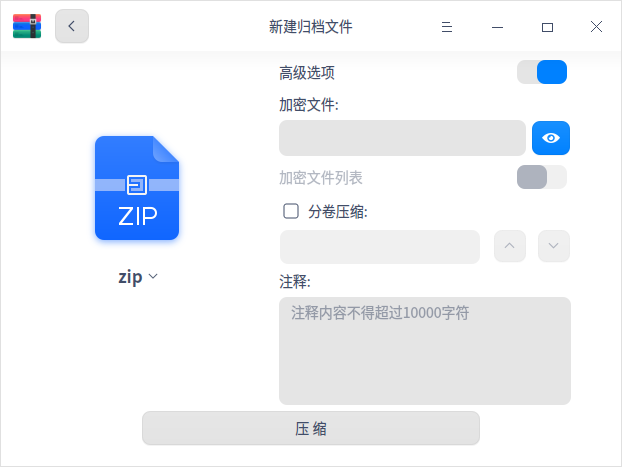 新建归档文件
高级选项
加密文件:
加密文件列表
分卷压缩:
ZIP
zip
注释:
注释内容不得超过10000字符
压 缩